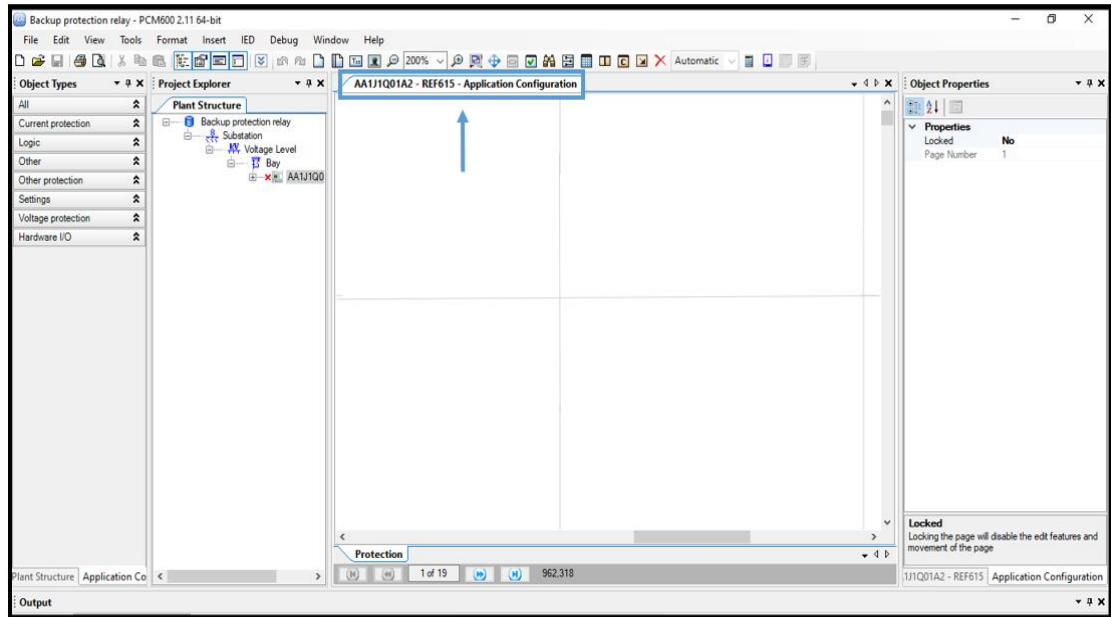 Backup protection relay - PCM600 2.11 64-bit
File Edit View Tools Format Insert IED Debug Window Help
200% Automatic
Object Types
All
Current protection
Logic
Other
Other protection
Settings
Voltage protection
Hardware I/O
Plant Structure Application Co
Project Explorer
Plant Structure
Backup protection relay
Substation
Voltage Level
Bay
AA1J1Q0
AA1J1Q01A2 - REF615 - Application Configuration
Protection
1 of 19 962,318
Object Properties
Properties
Locked No
Page Number 1
Locked
Locking the page will disable the edit features and
movement of the page
1J1Q01A2 - REF615 Application Configuration
Output